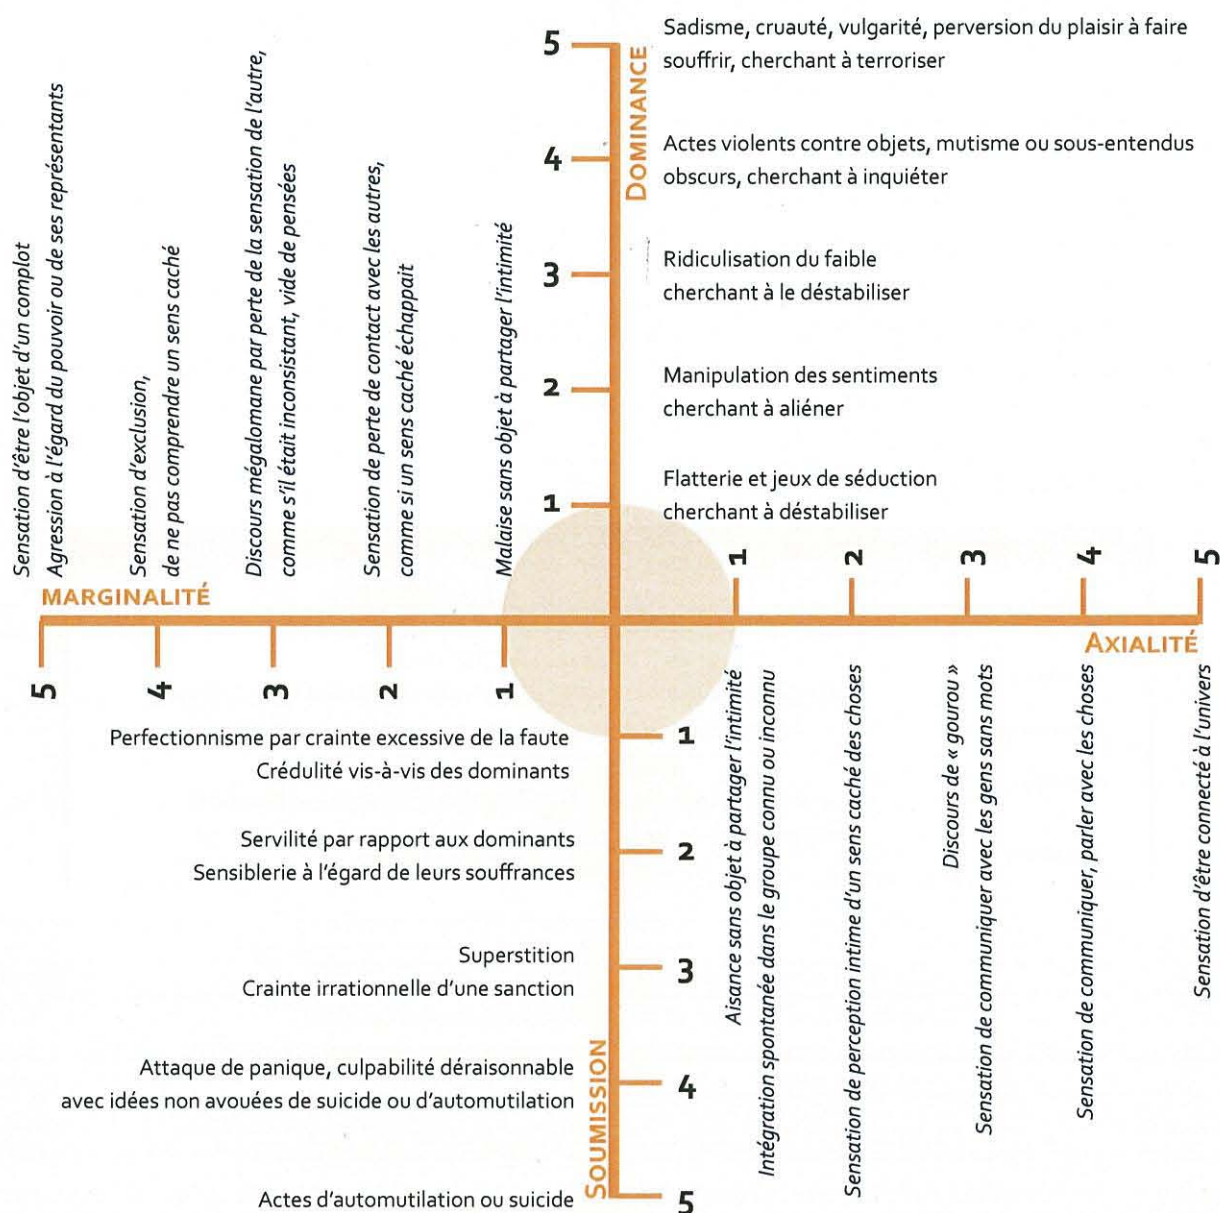 5
DOMINANCE
Sadisme, cruauté, vulgarité, perversion du plaisir à faire
souffrir, cherchant à terroriser
4
Actes violents contre objets, mutisme ou sous-entendus
obscurs, cherchant à inquiéter
3
Ridiculisation du faible
cherchant à le déstabiliser
2
Manipulation des sentiments
cherchant à aliéner
1
Flatterie et jeux de séduction
cherchant à déstabiliser
Sensation d'être l'objet d'un complot
Agression à l'égard du pouvoir ou de ses représentants
Sensation d'exclusion,
de ne pas comprendre un sens caché
Discours mégalomane par perte de la sensation de l'autre,
comme s'il était inconsistant, vide de pensées
Sensation de perte de contact avec les autres,
comme si un sens caché échappait
Malaise sans objet à partager l'intimité
MARGINALITÉ
5
4
3
2
1
1
2
3
4
5
AXIALITÉ
Aisance sans objet à partager l'intimité
Intégration spontanée dans le groupe connu ou inconnu
Sensation de perception intime d'un sens caché des choses
Discours de « gourou »
Sensation de communiquer avec les gens sans mots
Sensation de communiquer, parler avec les choses
Sensation d'être connecté à l'univers
1
Perfectionnisme par crainte excessive de la faute
Crédulité vis-à-vis des dominants
2
Servilité par rapport aux dominants
Sensiblerie à l'égard de leurs souffrances
3
Superstition
Crainte irrationnelle d'une sanction
4
Attaque de panique, culpabilité déraisonnable
avec idées non avouées de suicide ou d'automutilation
SOUMISSION
5
Actes d'automutilation ou suicide